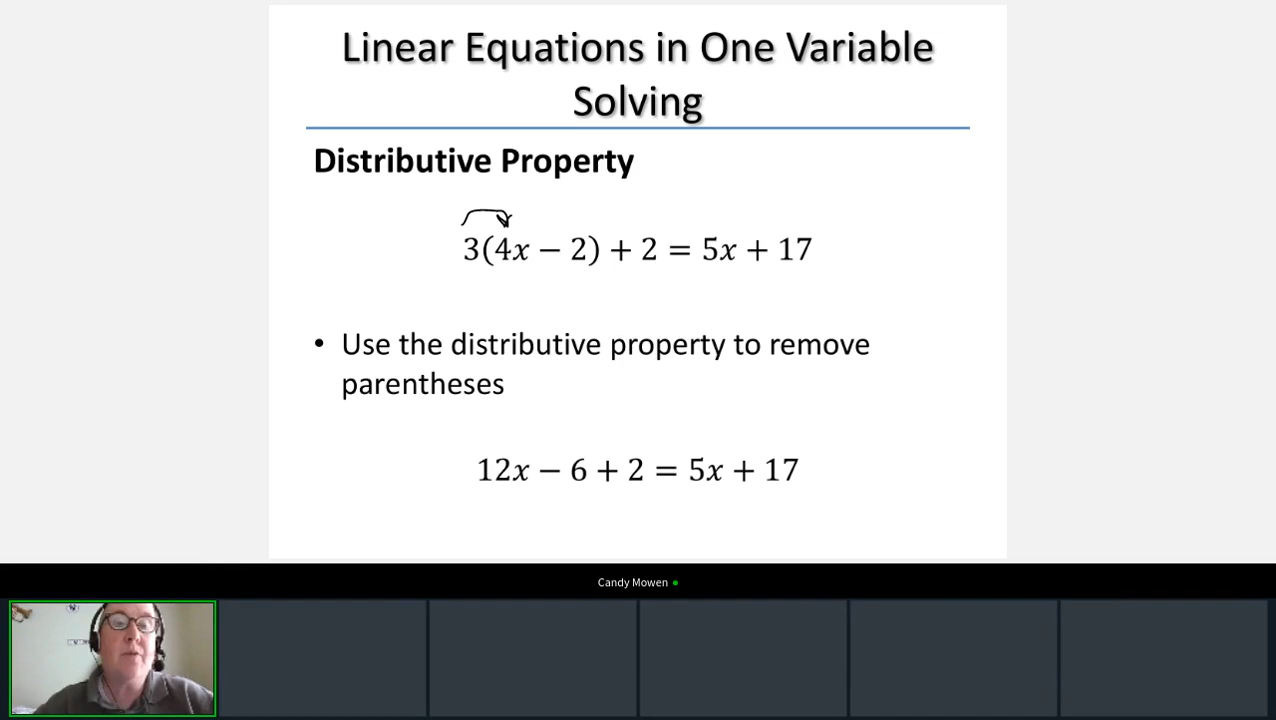 Linear Equations in One Variable
Solving
Distributive Property
3(4𝑥 − 2) + 2 = 5𝑥 + 17
• Use the distributive property to remove
parentheses
12𝑥 − 6 + 2 = 5𝑥 + 17
Candy Mowen